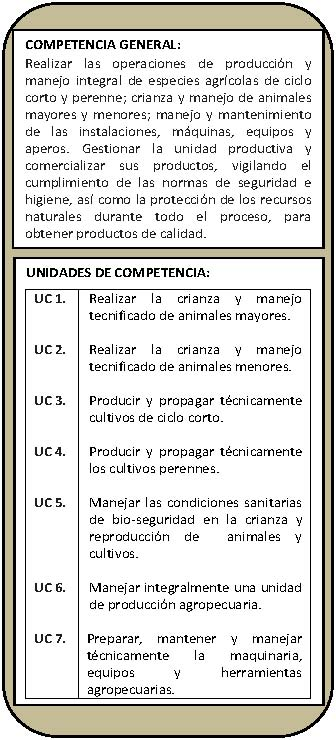 COMPETENCIA GENERAL:
Realizar las operaciones de producción y
manejo integral de especies agrícolas de ciclo
corto y perenne; crianza y manejo de animales
mayores y menores; manejo y mantenimiento
de las instalaciones, máquinas, equipos y
aperos. Gestionar la unidad productiva y
comercializar sus productos, vigilando el
cumplimiento de las normas de seguridad e
higiene, así como la protección de los recursos
naturales durante todo el proceso, para
obtener productos de calidad.
UNIDADES DE COMPETENCIA:
UC 1. Realizar la crianza y manejo
tecnificado de animales mayores.
UC 2. Realizar la crianza y manejo
tecnificado de animales menores.
UC 3. Producir y propagar técnicamente
cultivos de ciclo corto.
UC 4. Producir y propagar técnicamente
los cultivos perennes.
UC 5. Manejar las condiciones sanitarias
de bio-seguridad en la crianza y
reproducción de animales y
cultivos.
UC 6. Manejar integralmente una unidad
de producción agropecuaria.
UC 7. Preparar, mantener y manejar
técnicamente la maquinaria,
equipos y herramientas
agropecuarias.